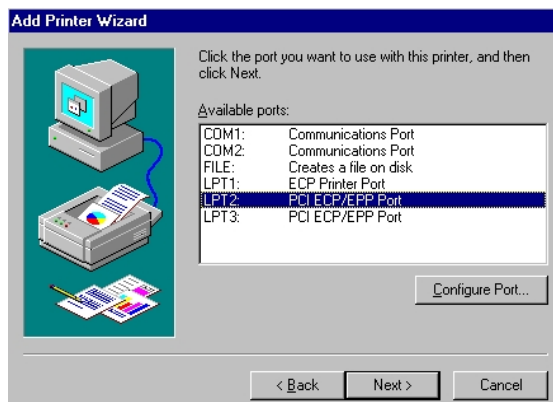 Add Printer Wizard
Click the port you want to use with this printer, and then
click Next.
Available ports:
COM1: Communications Port
COM2: Communications Port
FILE: Creates a file on disk
LPT1: ECP Printer Port
LPT2: PCI ECP/EPP Port
LPT3: PCI ECP/EPP Port
Configure Port...
< Back Next > Cancel